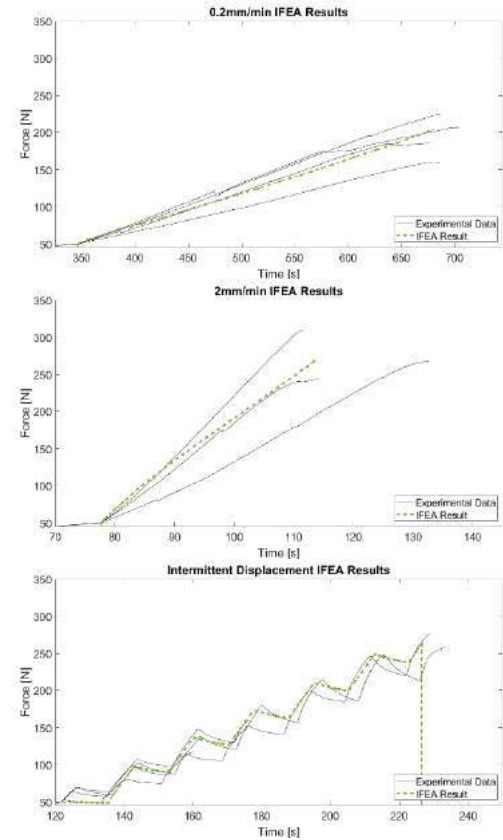 0.2mm/min IFEA Results
350
300
250
200
150
100
50
Force [N]
350 400 450 500 550 600 650 700
Time [s]
Experimental Data
IFEA Result
2mm/min IFEA Results
350
300
250
200
150
100
50
Force [N]
70 80 90 100 110 120 130 140
Time [s]
Experimental Data
IFEA Result
Intermittent Displacement IFEA Results
350
300
250
200
150
100
50
Force [N]
120 140 160 180 200 220 240
Time [s]
Experimental Data
IFEA Result